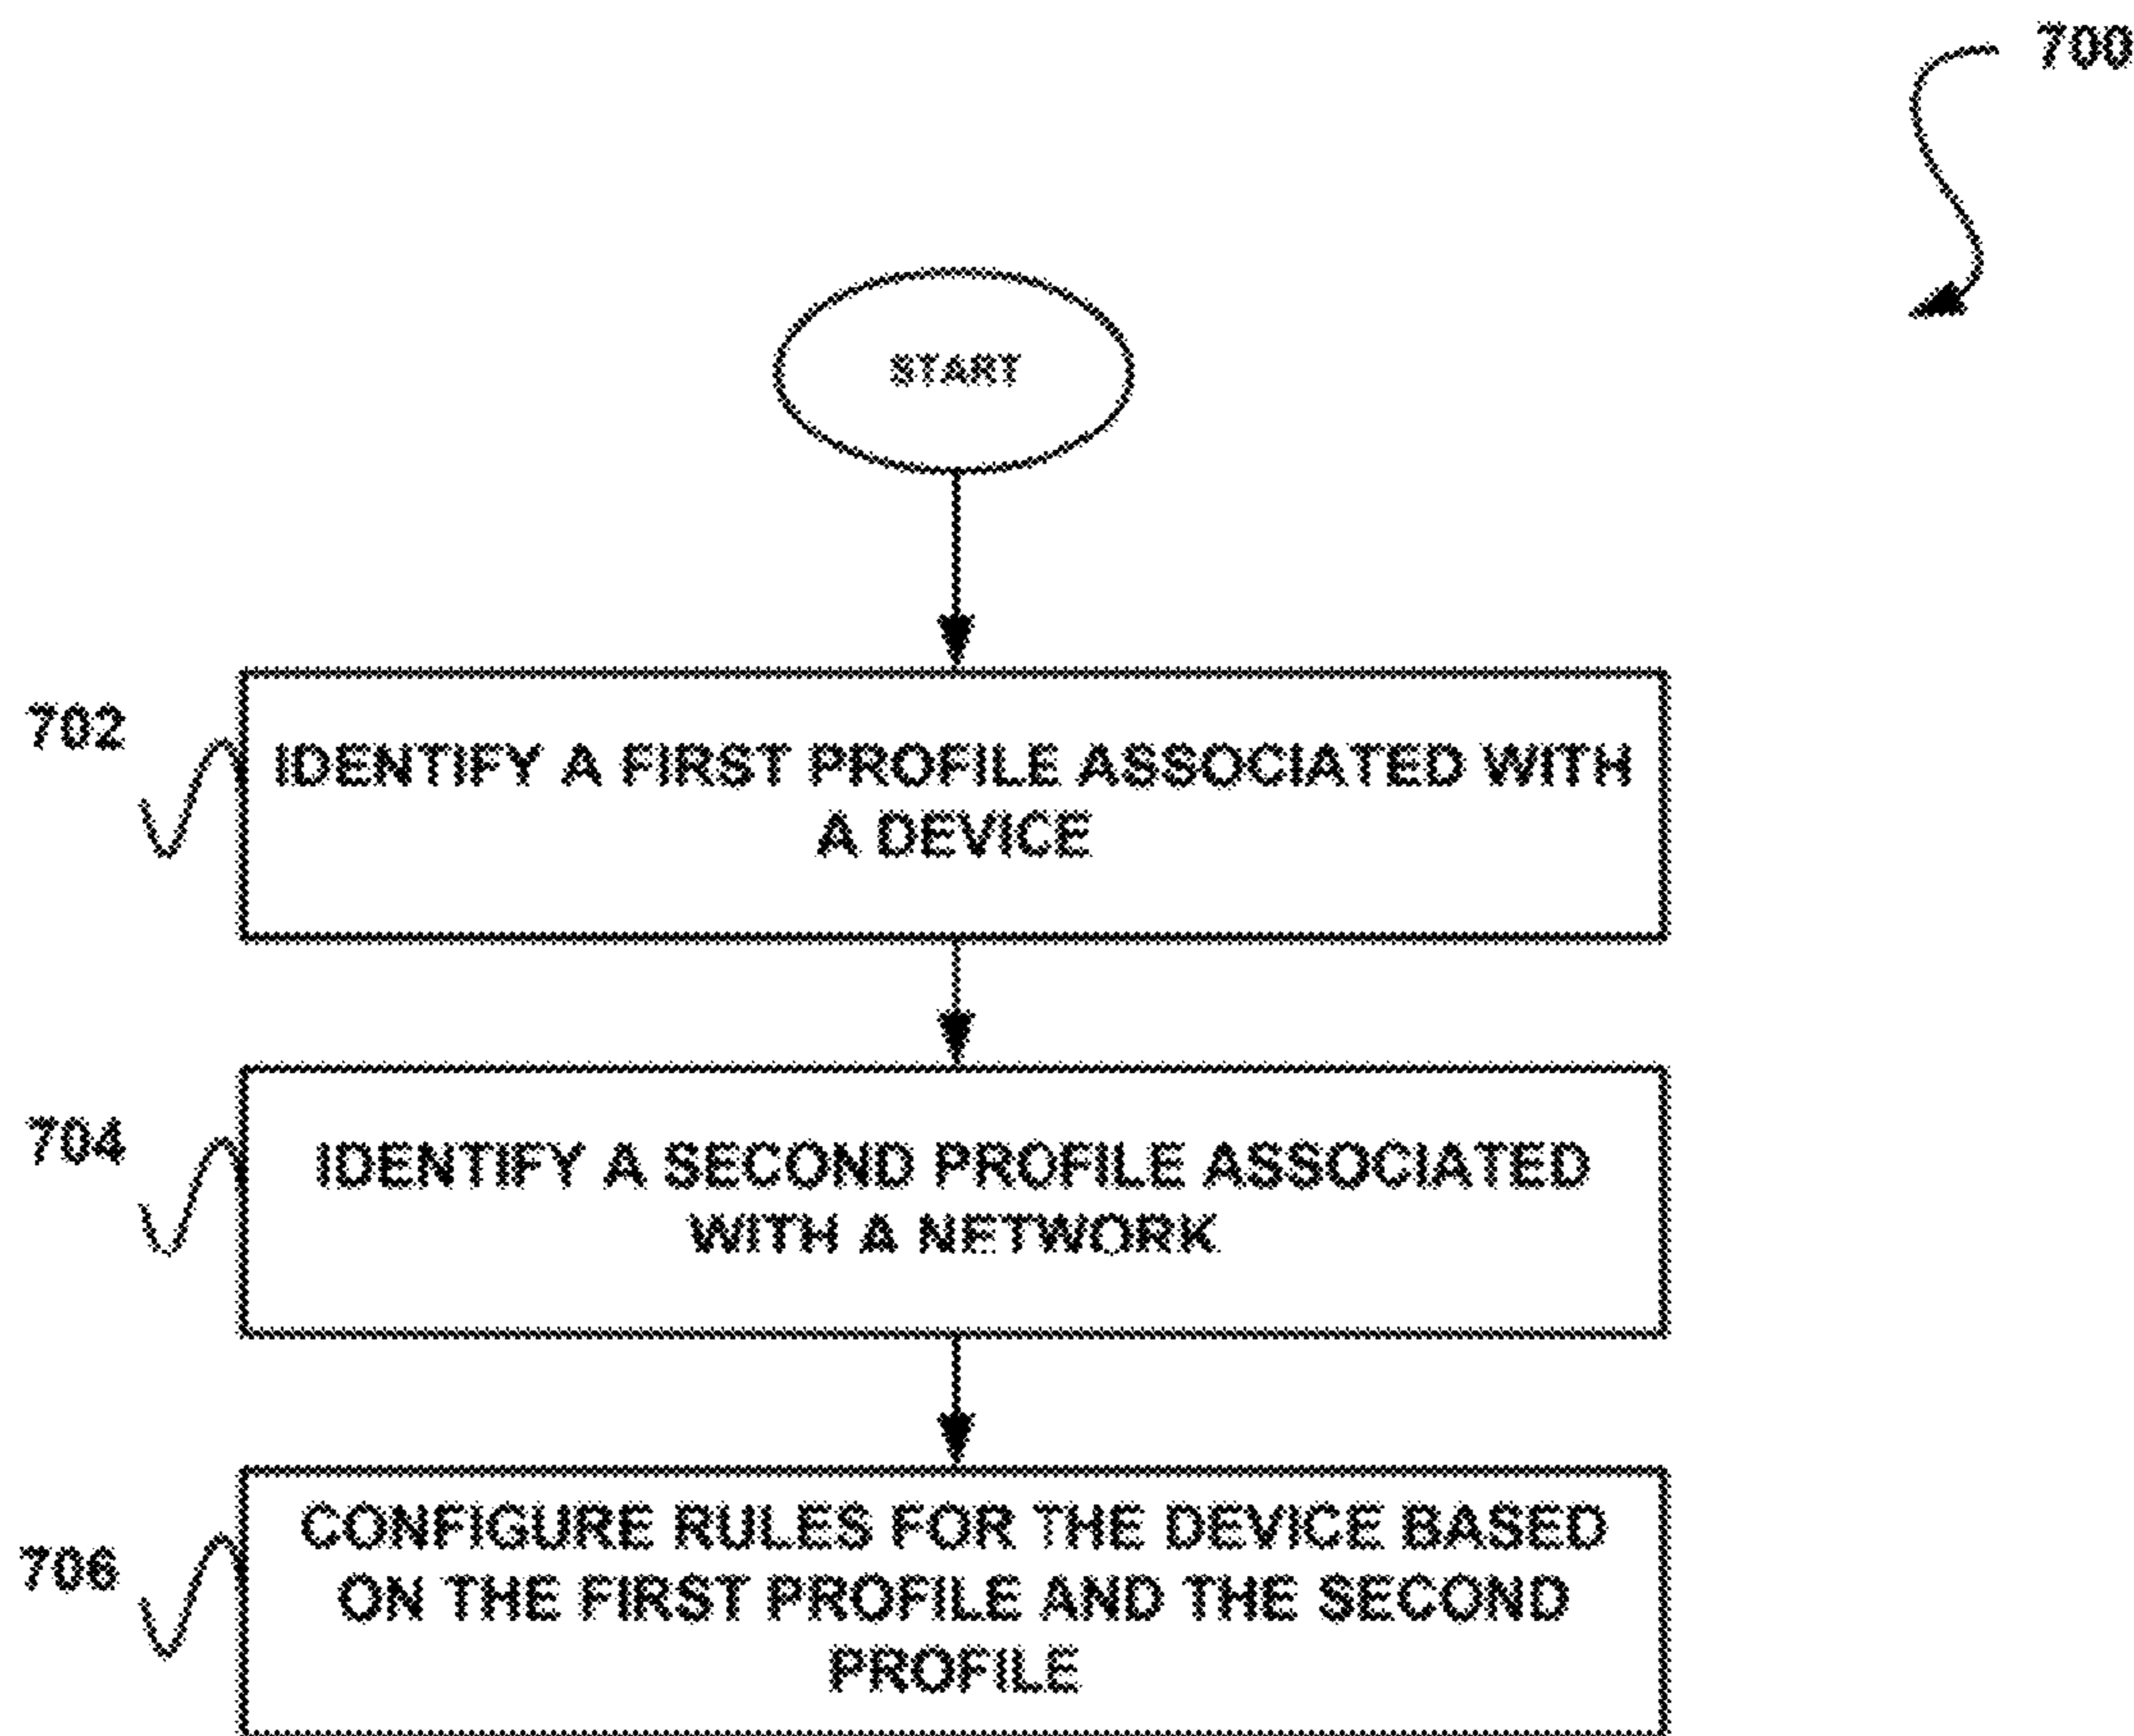 700
START
702
IDENTIFY A FIRST PROFILE ASSOCIATED WITH
A DEVICE
704
IDENTIFY A SECOND PROFILE ASSOCIATED
WITH A NETWORK
706
CONFIGURE RULES FOR THE DEVICE BASED
ON THE FIRST PROFILE AND THE SECOND
PROFILE